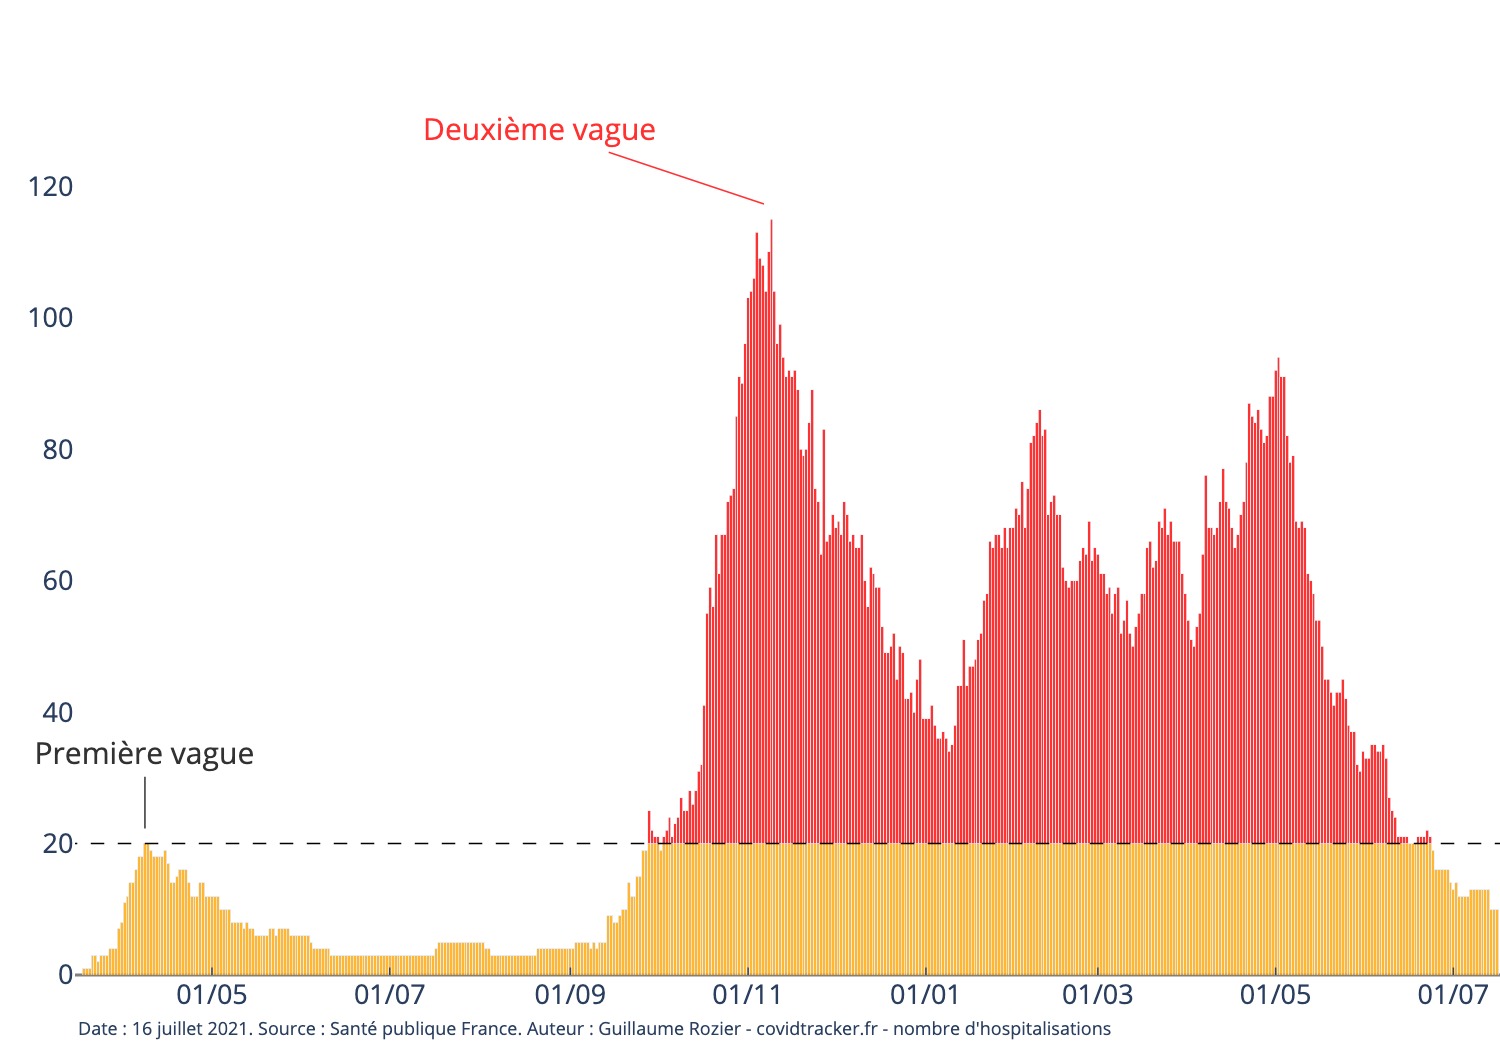 Deuxième vague
120
100
80
60
40
Première vague
20
0
01/05 01/07 01/09 01/11 01/01 01/03 01/05 01/07
Date : 16 juillet 2021. Source : Santé publique France. Auteur : Guillaume Rozier - covidtracker.fr - nombre d'hospitalisations